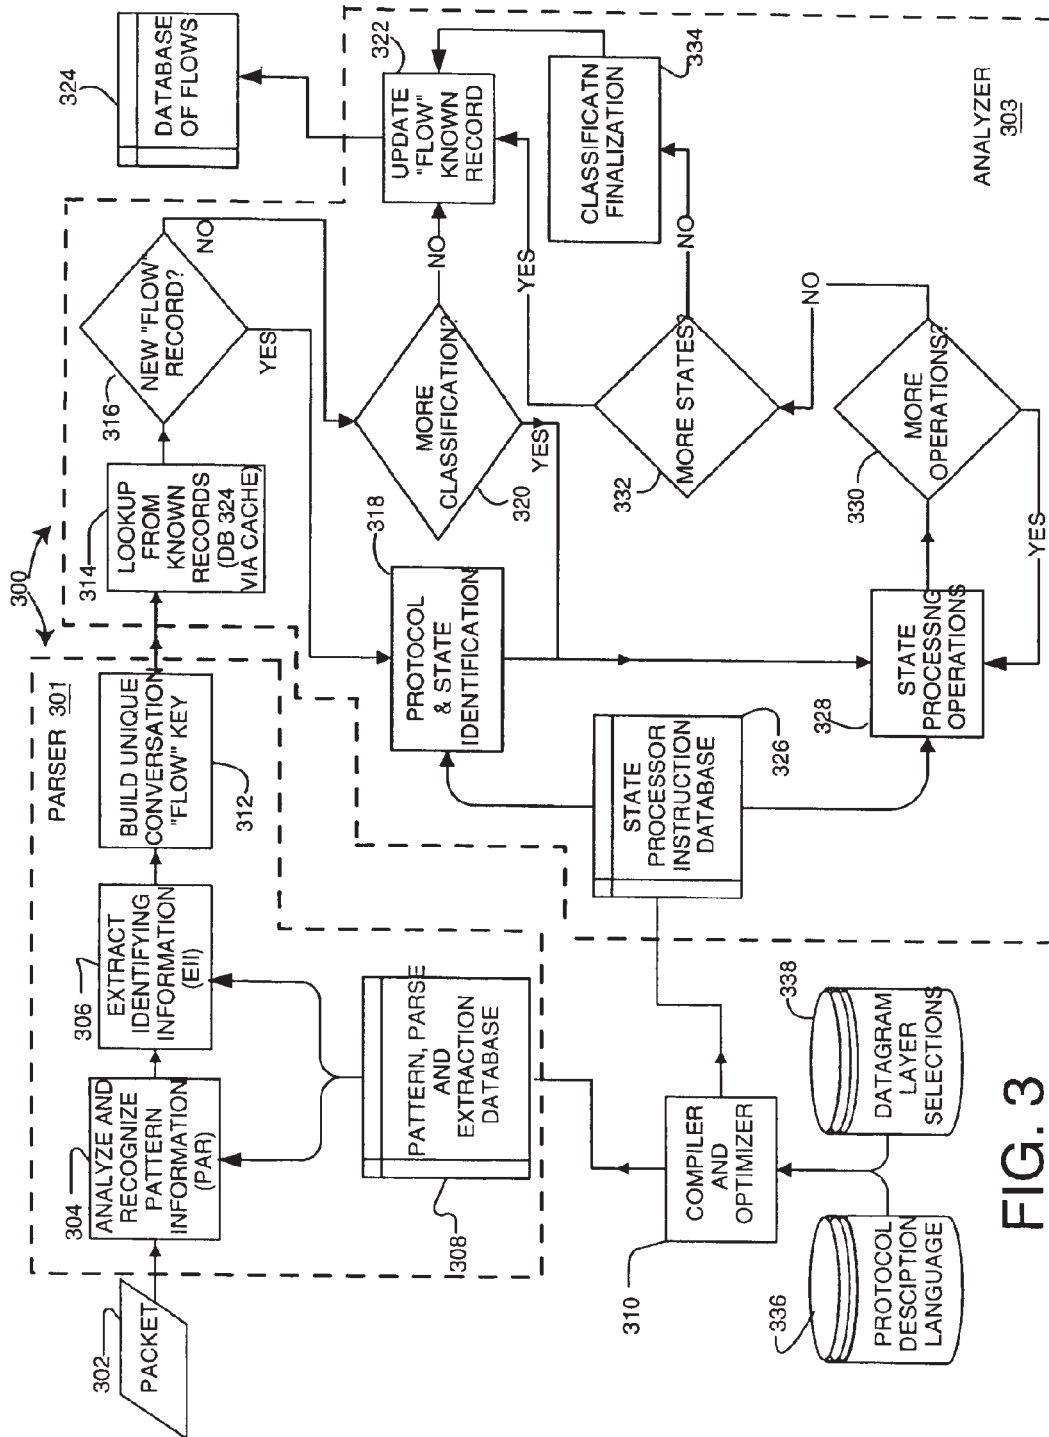 300
PARSER 301
302
PACKET
304
ANALYZE AND
RECOGNIZE
PATTERN
INFORMATION
(PAR)
306
EXTRACT
IDENTIFYING
INFORMATION
(EII)
BUILD UNIQUE
CONVERSATION
"FLOW" KEY
312
314
LOOKUP
FROM
KNOWN
RECORDS
(DB 324
VIA CACHE)
316
NEW "FLOW"
RECORD?
NO
YES
324
DATABASE
OF FLOWS
PATTERN, PARSE
AND
EXTRACTION
DATABASE
308
318
PROTOCOL
& STATE
IDENTIFICATION
MORE
CLASSIFICATION?
320
NO
YES
322
UPDATE
"FLOW"
KNOWN
RECORD
STATE
PROCESSOR
INSTRUCTION
DATABASE
326
332
MORE STATES?
YES
NO
CLASSIFICATN
FINALIZATION
334
310
COMPILER
AND
OPTIMIZER
328
STATE
PROCESSNG
OPERATIONS
330
MORE
OPERATIONS?
NO
YES
336
PROTOCOL
DESCIPTION
LANGUAGE
338
DATAGRAM
LAYER
SELECTIONS
ANALYZER
303
FIG. 3